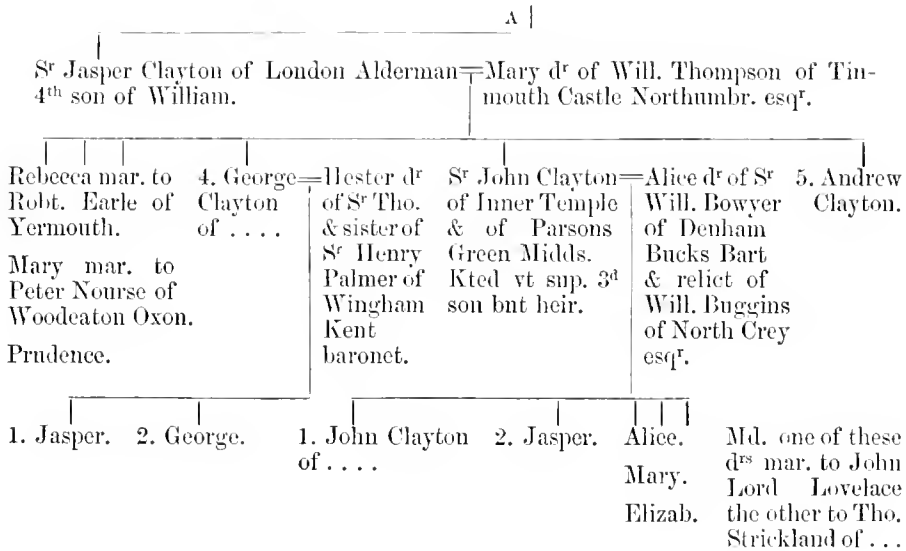 A
Sʳ Jasper Clayton of London Alderman=Mary dʳ of Will. Thompson of Tin-
4ᵗʰ son of William.
mouth Castle Northumbr. esqʳ.
Rebecca mar. to
Robt. Earle of
Yermouth.
Mary mar. to
Peter Nourse of
Woodeaton Oxon.
Prudence.
4. George=Hester dʳ
Clayton
of . . . .
of Sʳ Tho.
& sister of
Sʳ Henry
Palmer of
Wingham
Kent
baronet.
Sʳ John Clayton=Alice dʳ of Sʳ
of Inner Temple
& of Parsons
Green Midds.
Kted vt sup. 3ᵈ
son bnt heir.
Will. Bowyer
of Denham
Bucks Bart
& relict of
Will. Buggins
of North Crey
esqʳ.
5. Andrew
Clayton.
1. Jasper. 2. George.
1. John Clayton
of . . . .
2. Jasper.
Alice.
Mary.
Elizab.
Md. one of these
dʳˢ mar. to John
Lord Lovelace
the other to Tho.
Strickland of . . .